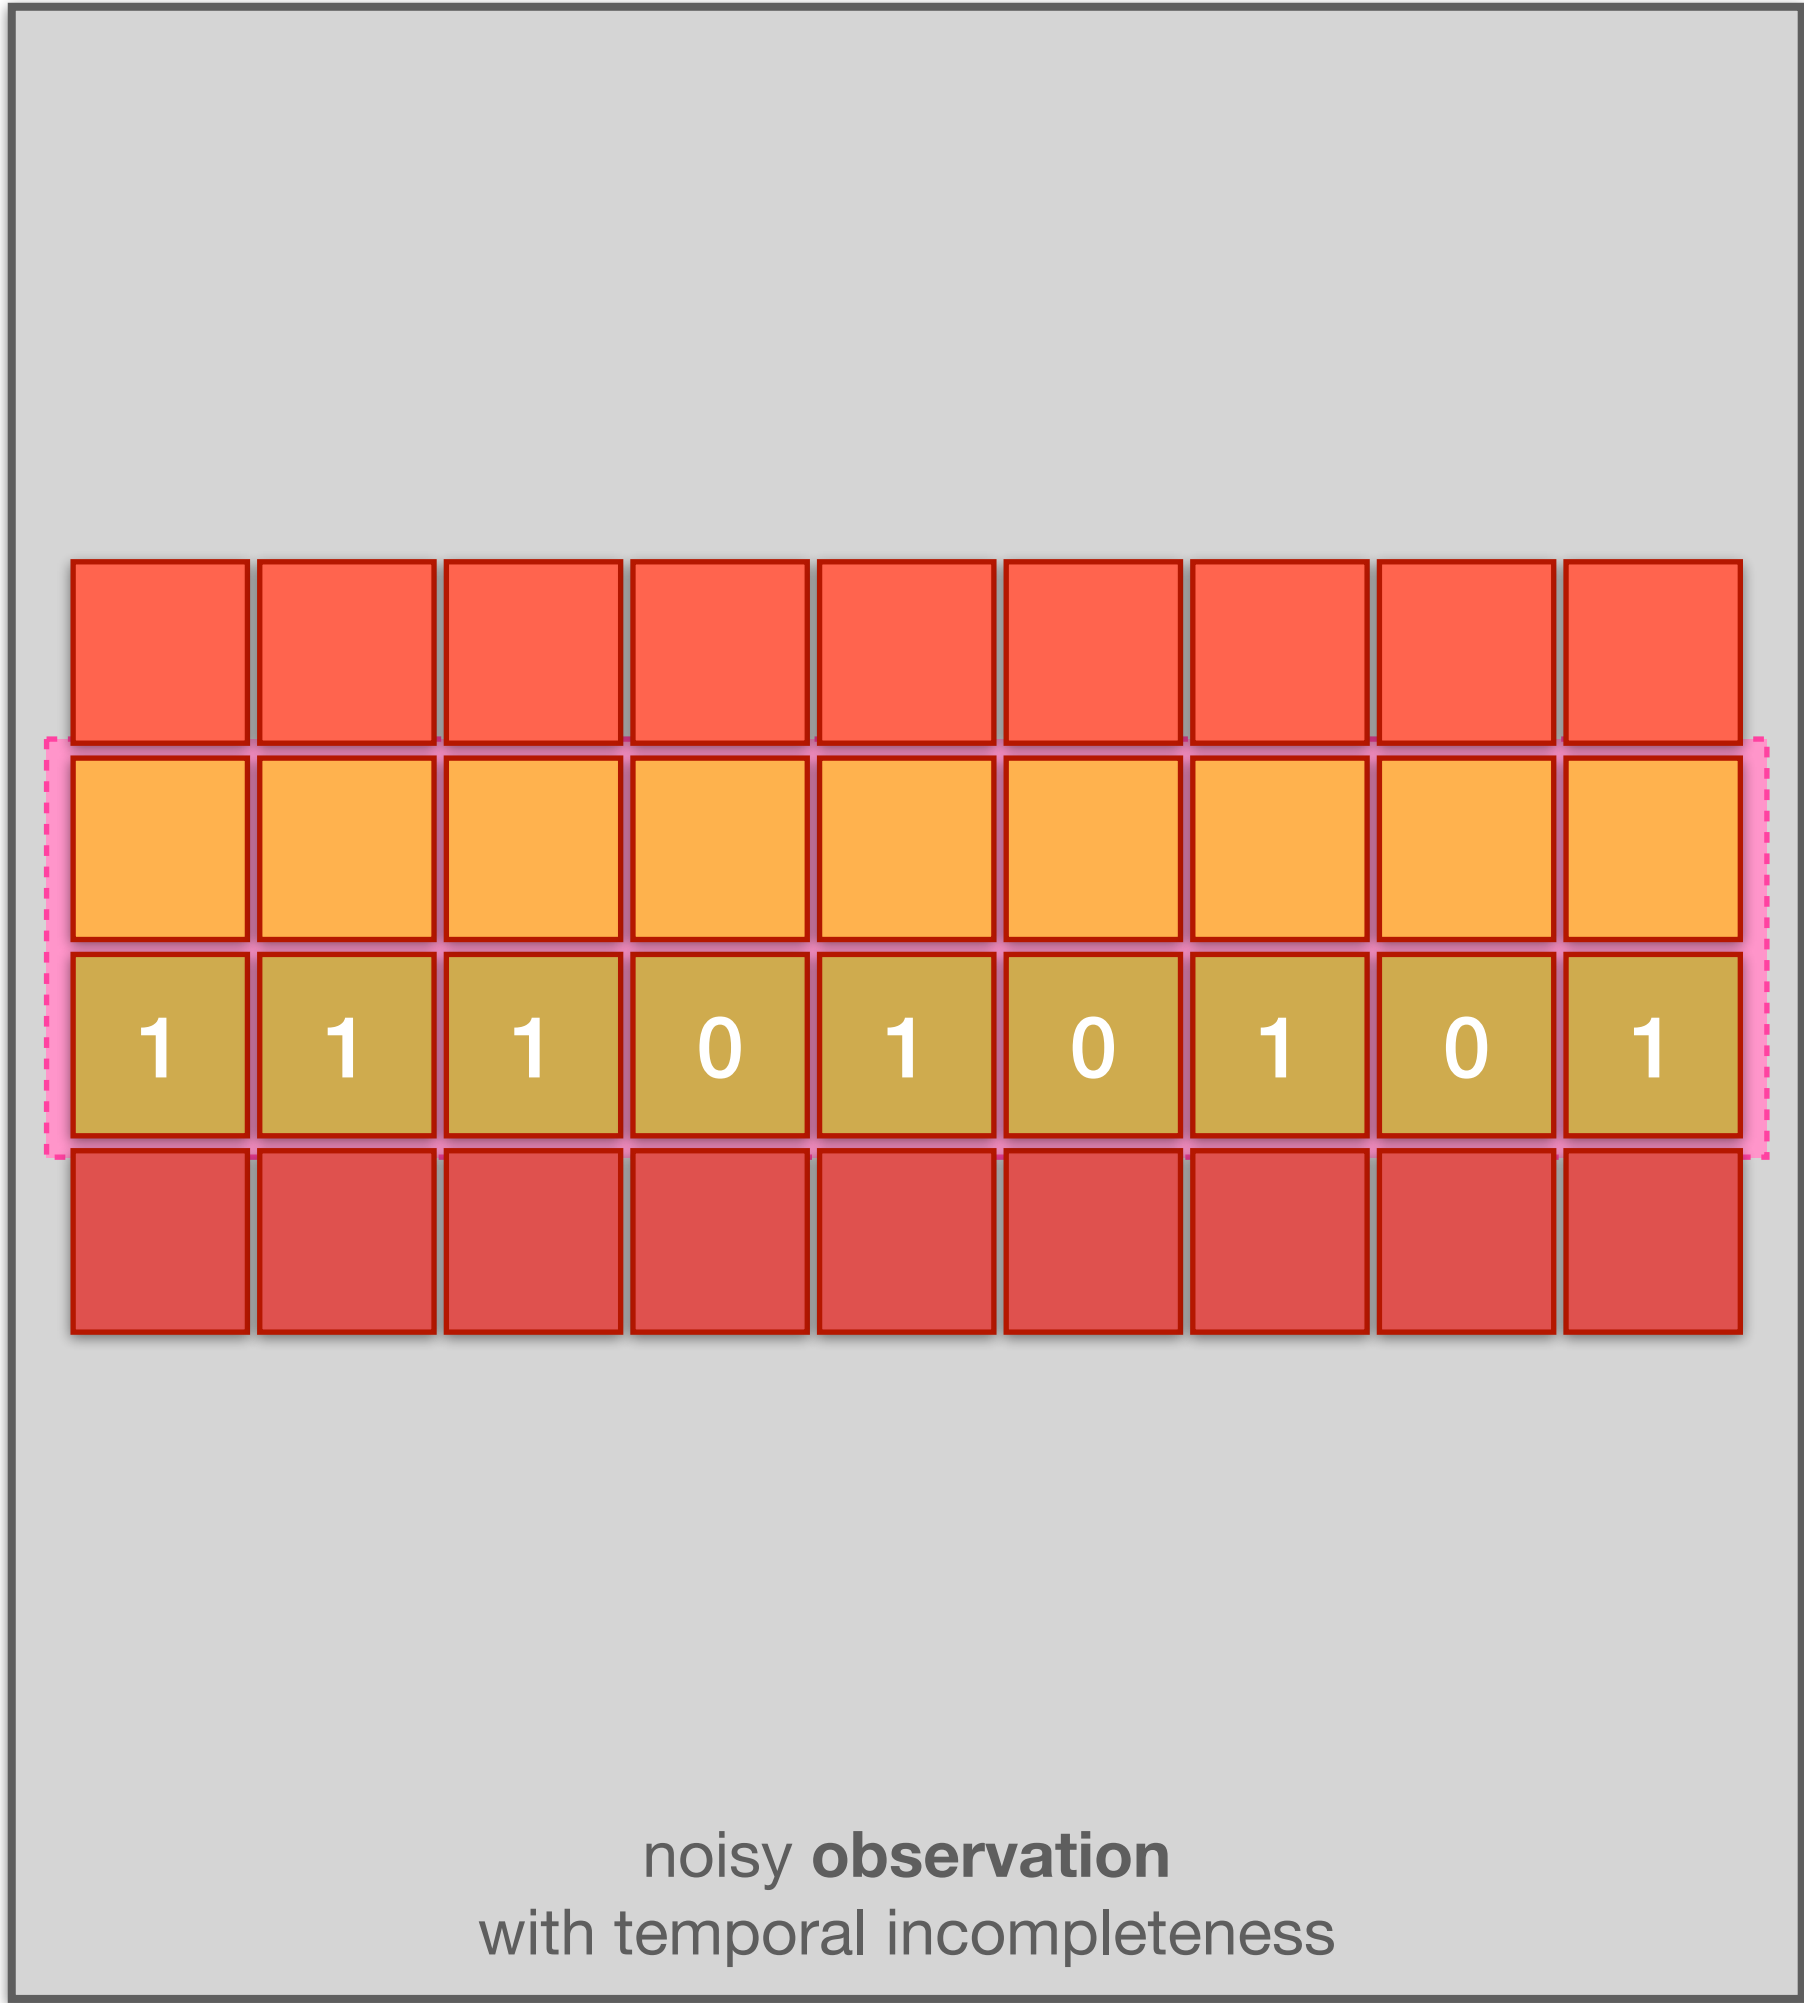 1 1 1 0 1 0 1 0 1
noisy observation
with temporal incompleteness